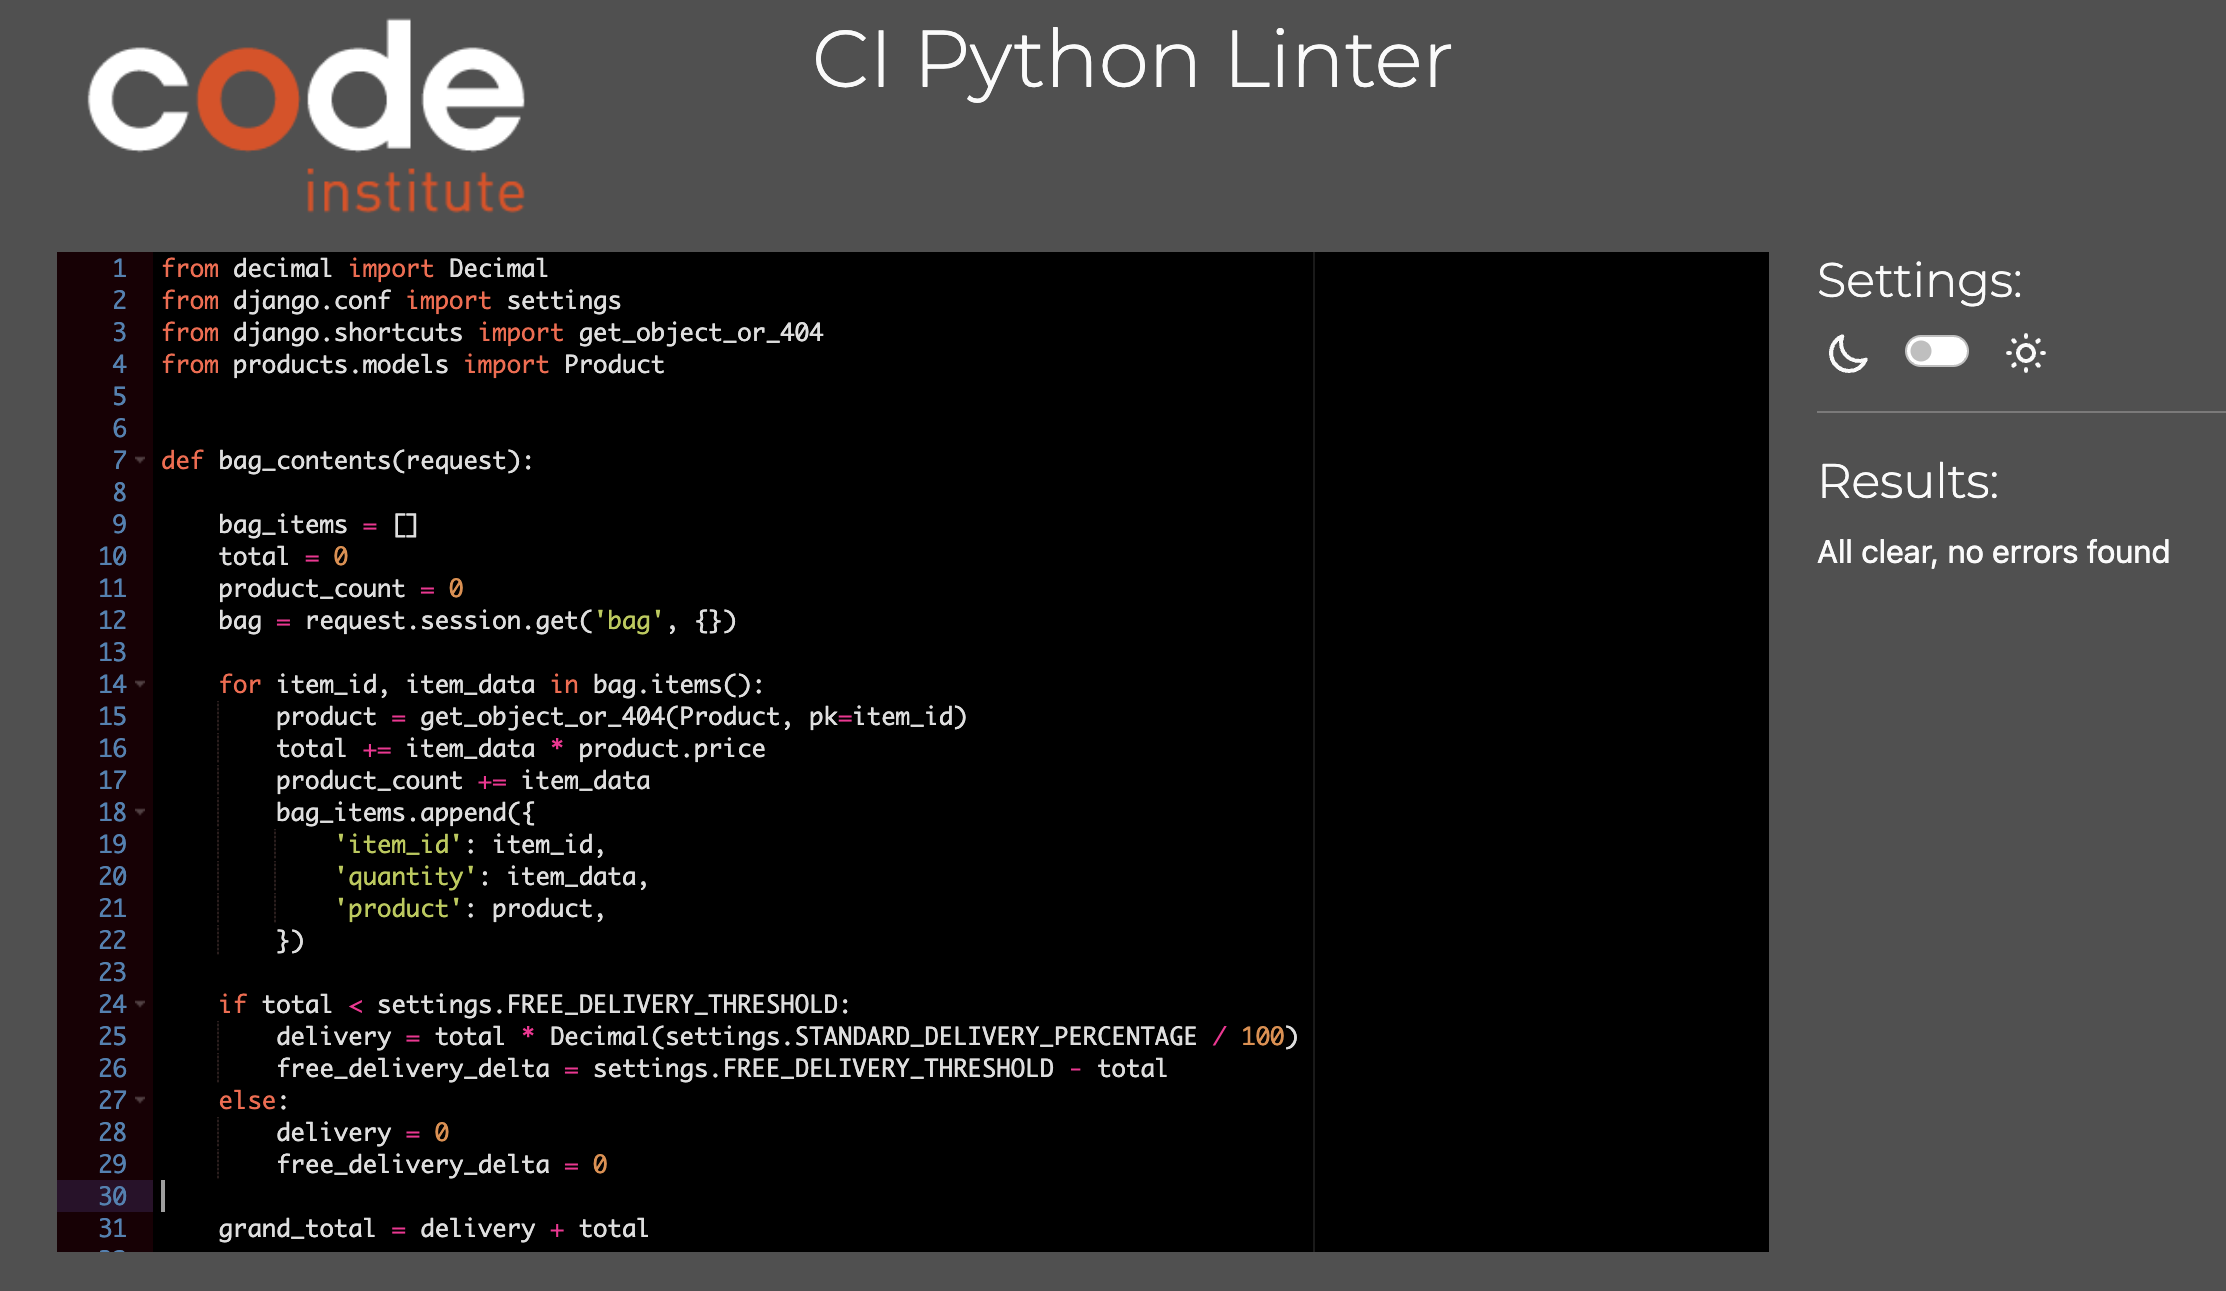 code
institute
CI Python Linter
1 from decimal import Decimal
2 from django.conf import settings
3 from django.shortcuts import get_object_or_404
4 from products.models import Product
5
6
7 def bag_contents(request):
8
9     bag_items = []
10     total = 0
11     product_count = 0
12     bag = request.session.get('bag', {})
13
14     for item_id, item_data in bag.items():
15         product = get_object_or_404(Product, pk=item_id)
16         total += item_data * product.price
17         product_count += item_data
18         bag_items.append({
19             'item_id': item_id,
20             'quantity': item_data,
21             'product': product,
22         })
23
24     if total < settings.FREE_DELIVERY_THRESHOLD:
25         delivery = total * Decimal(settings.STANDARD_DELIVERY_PERCENTAGE / 100)
26         free_delivery_delta = settings.FREE_DELIVERY_THRESHOLD - total
27     else:
28         delivery = 0
29         free_delivery_delta = 0
30
31     grand_total = delivery + total
Settings:
Results:
All clear, no errors found